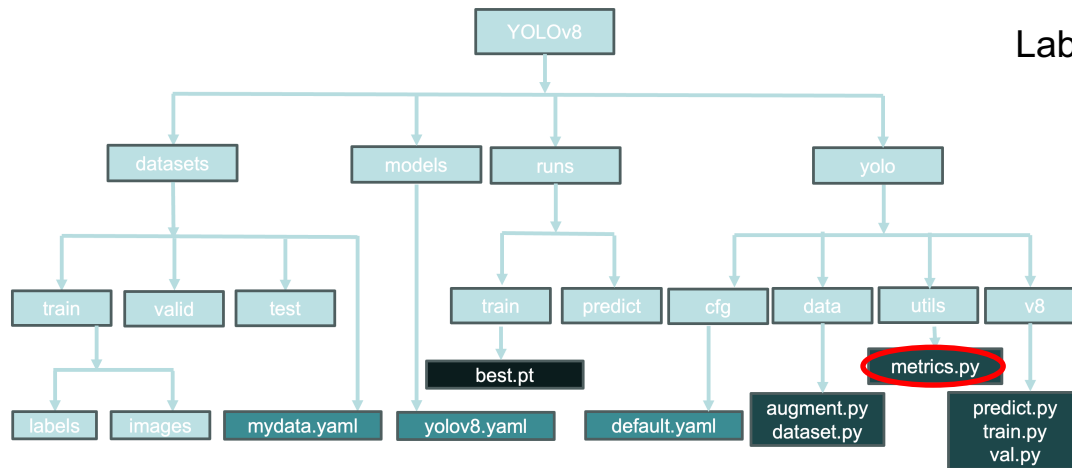 YOLOv8
Lab
datasets
models
runs
yolo
train
valid
test
train
predict
cfg
data
utils
v8
best.pt
metrics.py
labels
images
mydata.yaml
yolov8.yaml
default.yaml
augment.py
dataset.py
predict.py
train.py
val.py